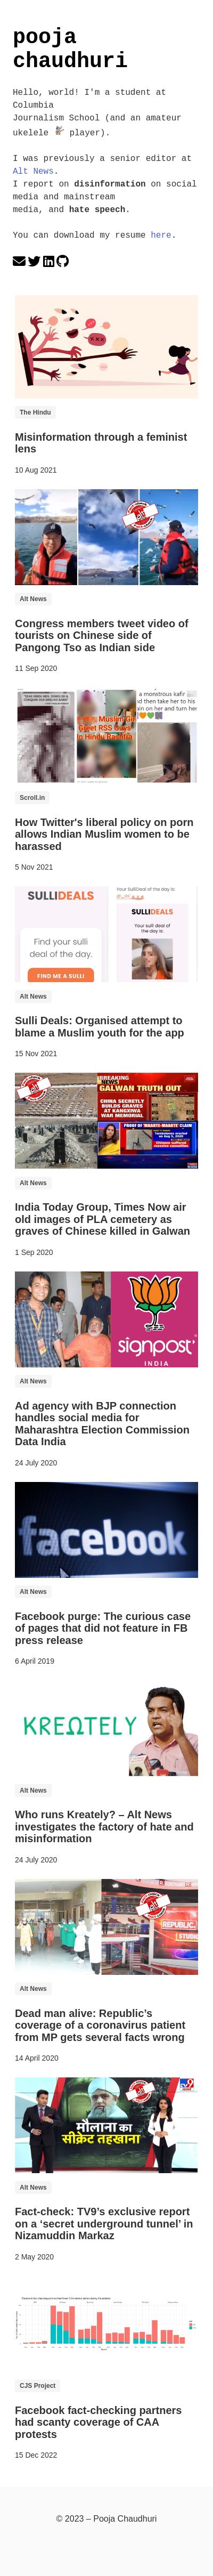 pooja
chaudhuri
Hello, world! I'm a student at
Columbia
Journalism School (and an amateur
ukelele player).
I was previously a senior editor at
Alt News.
I report on disinformation on social
media and mainstream
media, and hate speech.
You can download my resume here.
The Hindu
Misinformation through a feminist
lens
10 Aug 2021
Alt News
Congress members tweet video of
tourists on Chinese side of
Pangong Tso as Indian side
11 Sep 2020
a monstrous kafir
Scroll.in
How Twitter's liberal policy on porn
allows Indian Muslim women to be
harassed
5 Nov 2021
SULLIDEALS
Find your sulli
deal of the day
FIND ME A SULLI
Your Sulli Deal of
the day is..
SULLIDEALS
Your sulli deal of
the day is.
Alt News
Sulli Deals: Organised attempt to
blame a Muslim youth for the app
15 Nov 2021
BREAKING
NEWS
GALWAN TRUTH OUT
CHINA SECRETLY
BUILDS GRAVES
AT KANGXIWA
WAR MEMORIAL
Alt News
India Today Group, Times Now air
old images of PLA cemetery as
graves of Chinese killed in Galwan
1 Sep 2020
signpost
INDIA
Alt News
Ad agency with BJP connection
handles social media for
Maharashtra Election Commission
Data India
24 July 2020
facebook
Alt News
Facebook purge: The curious case
of pages that did not feature in FB
press release
6 April 2019
KREATELY
Alt News
Who runs Kreately? – Alt News
investigates the factory of hate and
misinformation
24 July 2020
REPUBLIC
Alt News
Dead man alive: Republic's
coverage of a coronavirus patient
from MP gets several facts wrong
14 April 2020
मौलाना का
सीक्रेट तहखाना
Alt News
Fact-check: TV9's exclusive report
on a 'secret underground tunnel' in
Nizamuddin Markaz
2 May 2020
CJS Project
Facebook fact-checking partners
had scanty coverage of CAA
protests
15 Dec 2022
© 2023 – Pooja Chaudhuri